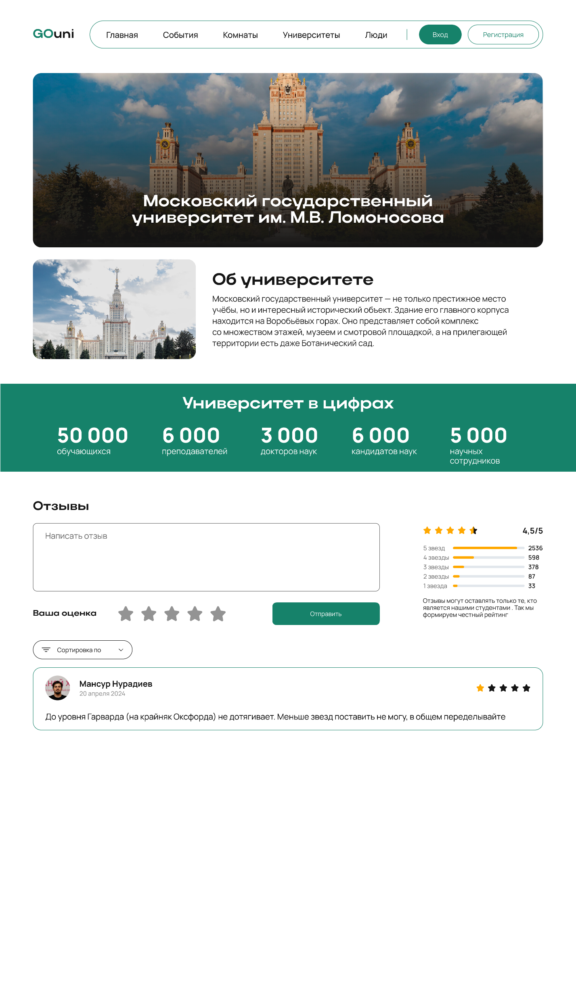 GOuni
Главная События Комнаты Университеты Люди Вход Регистрация
Московский государственный
университет им. М.В. Ломоносова
Об университете
Московский государственный университет — не только престижное место
учёбы, но и интересный исторический объект. Здание его главного корпуса
находится на Воробьёвых горах. Оно представляет собой комплекс
со множеством этажей, музеем и смотровой площадкой, а на прилегающей
территории есть даже Ботанический сад.
Университет в цифрах
50 000
обучающихся
6 000
преподавателей
3 000
докторов наук
6 000
кандидатов наук
5 000
научных
сотрудников
Отзывы
Написать отзыв
Ваша оценка
Отправить
4,5/5
5 звезд 2536
4 звезды 598
3 звезды 378
2 звезды 87
1 звезда 33
Отзывы могут оставлять только те, кто
является нашими студентами . Так мы
формируем честный рейтинг
Сортировка по
Мансур Нурадиев
20 апреля 2024
До уровня Гарварда (на крайняк Оксфорда) не дотягивает. Меньше звезд поставить не могу, в общем переделывайте